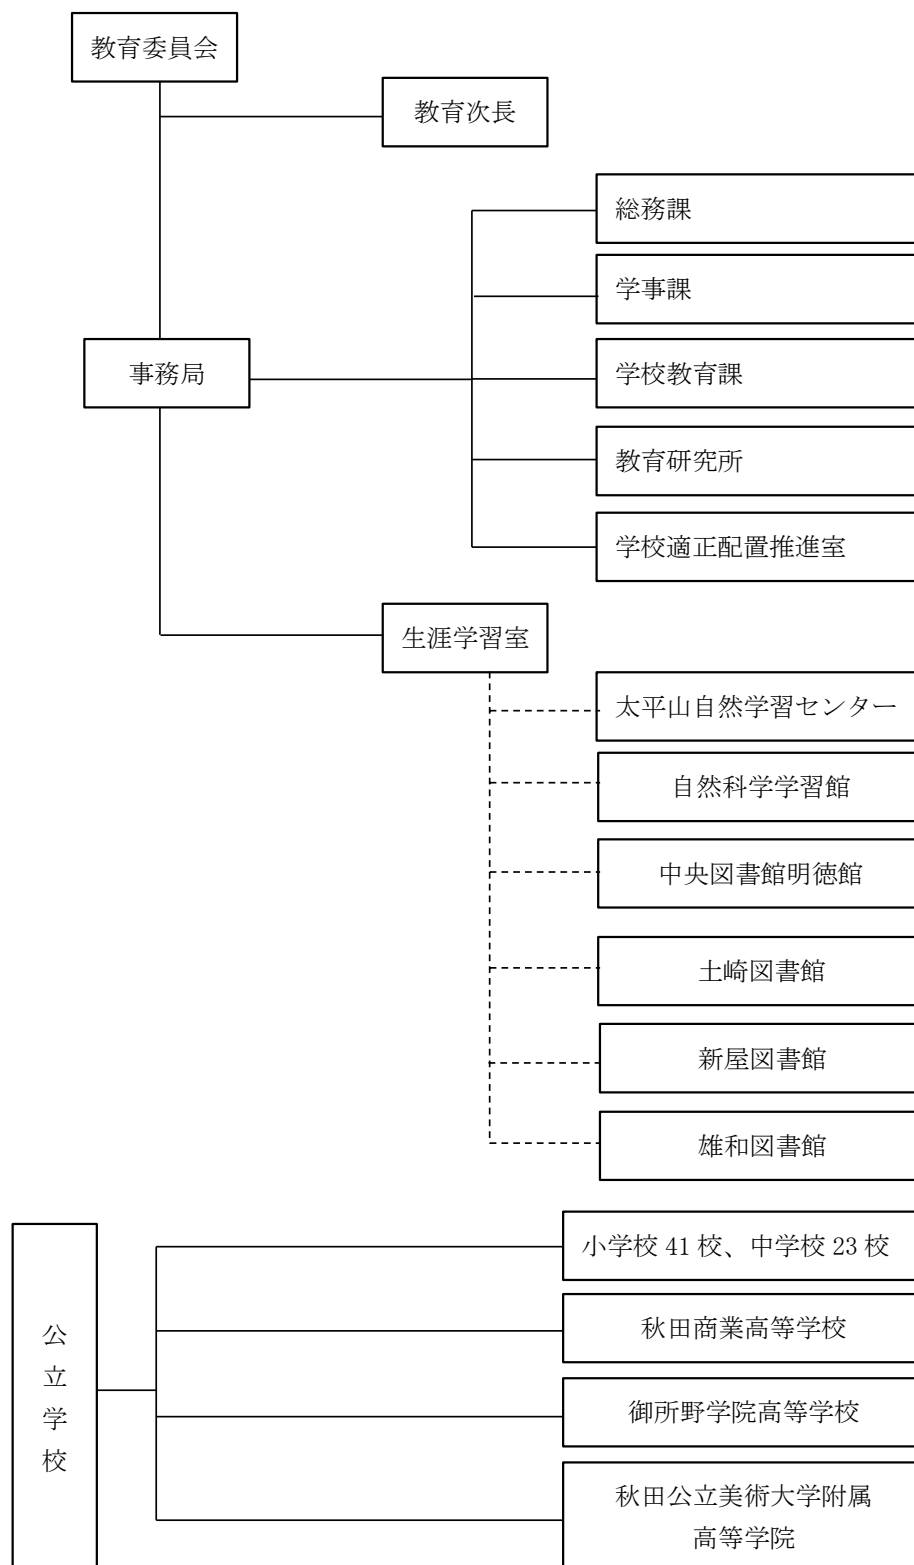 教育委員会
教育次長
総務課
学事課
事務局
学校教育課
教育研究所
学校適正配置推進室
生涯学習室
太平山自然学習センター
自然科学学習館
中央図書館明徳館
土崎図書館
新屋図書館
雄和図書館
公立学校
小学校 41 校、中学校 23 校
秋田商業高等学校
御所野学院高等学校
秋田公立美術大学附属
高等学院